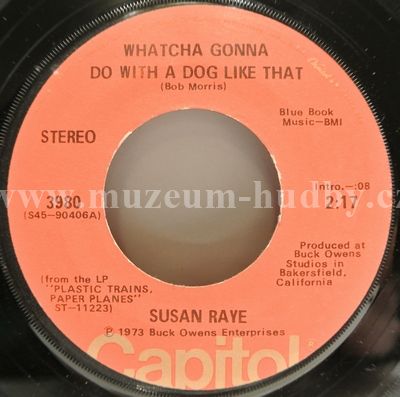 WHATCHA GONNA
DO WITH A DOG LIKE THAT
(Bob Morris)
Blue Book
Music-BMI
STEREO
www.muzeum-hudby.cz
3980
(S45-90406A)
Intro.-:08
2:17
Produced at
Buck Owens
Studios in
Bakersfield,
California
(from the LP
"PLASTIC TRAINS,
PAPER PLANES"
ST-11223)
SUSAN RAYE
℗ 1973 Buck Owens Enterprises
Capitol